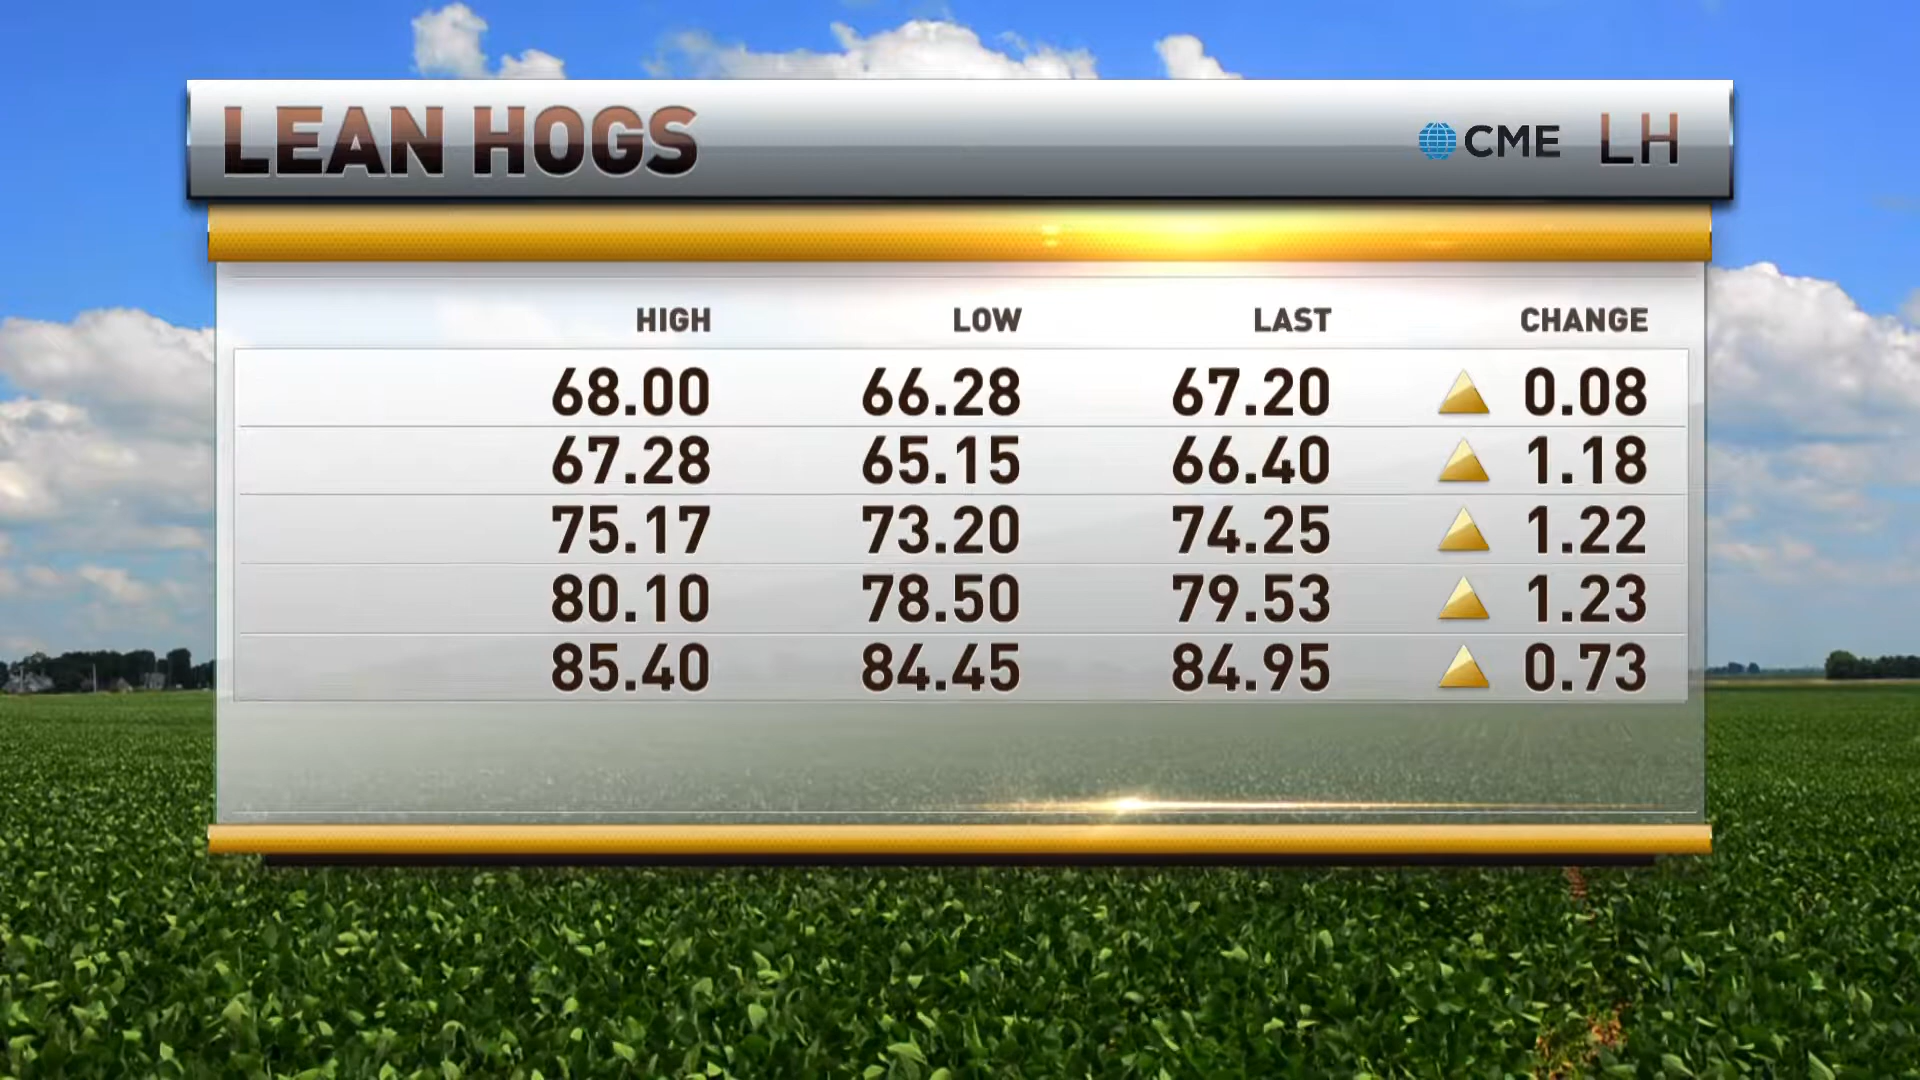 LEAN HOGS CME LH
HIGH LOW LAST CHANGE
68.00 66.28 67.20 0.08
67.28 65.15 66.40 1.18
75.17 73.20 74.25 1.22
80.10 78.50 79.53 1.23
85.40 84.45 84.95 0.73